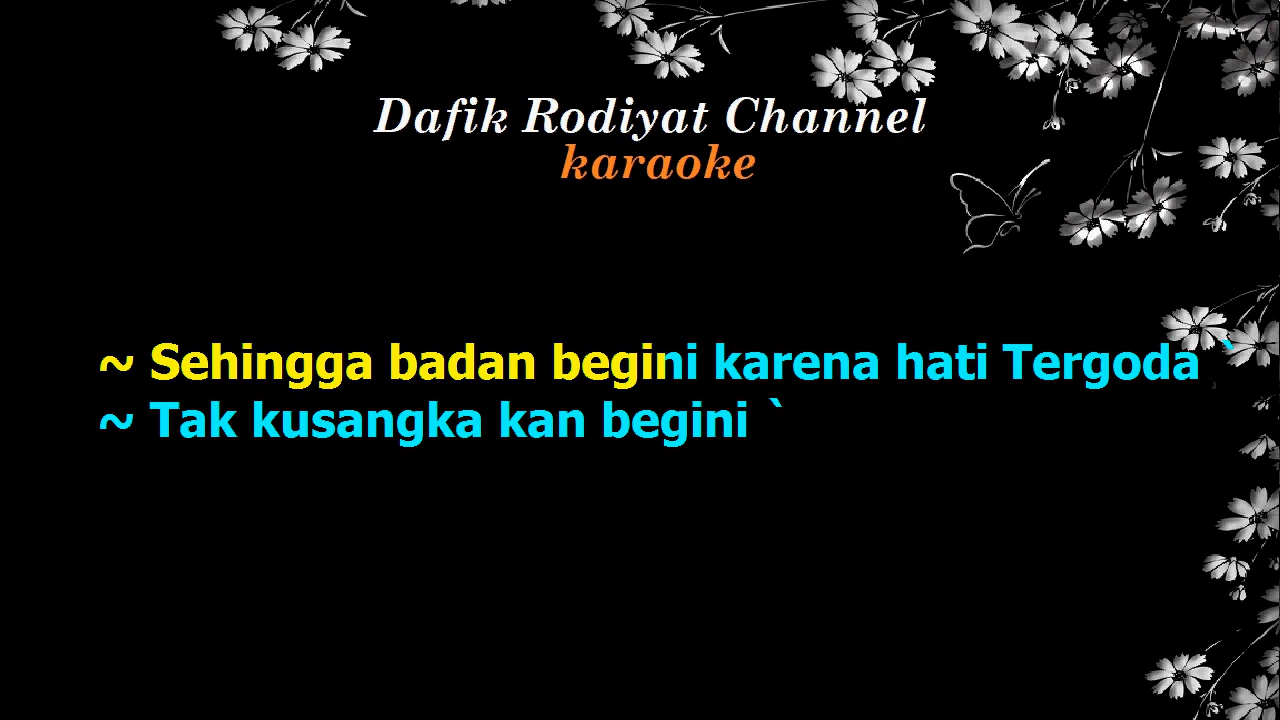 Dafik Rodiyat Channel
karaoke
~ Sehingga badan begini karena hati Tergoda `
~ Tak kusangka kan begini `